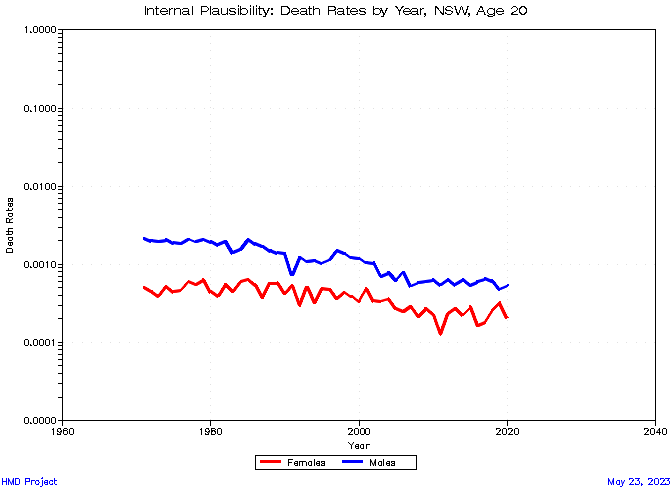 Internal Plausibility: Death Rates by Year, NSW, Age 20
1.0000
0.1000
0.0100
0.0010
0.0001
0.0000
Death Rates
1960 1980 2000 2020 2040
Year
Females Males
HMD Project May 23, 2023